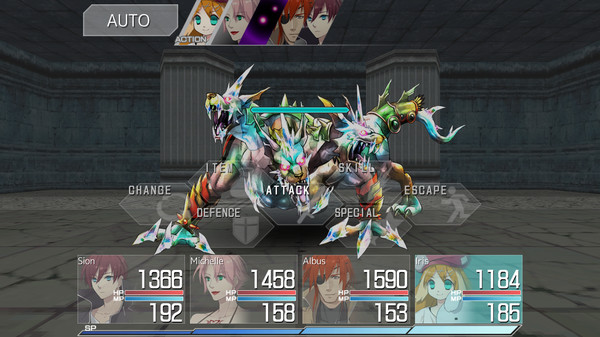 AUTO
ACTION
ITEM
SKILL
CHANGE
ATTACK
ESCAPE
DEFENCE
SPECIAL
Sion
Michelle
Albus
Iris
1366
1458
1590
1184
HP
HP
HP
HP
MP
MP
MP
MP
192
158
153
185
SP